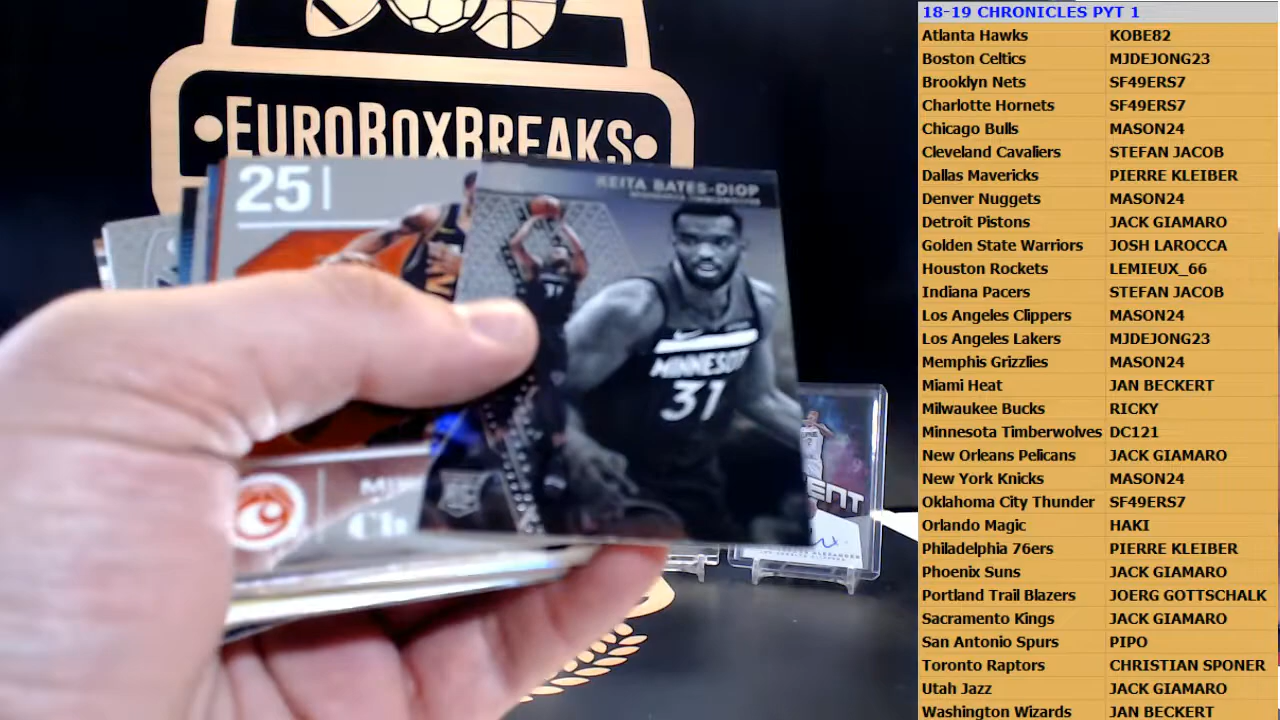 EUROBOXBREAKS
25
KEITA BATES-DIOP
MINNESOTA TIMBERWOLVES
MINNESOT
31
RC
Ch
ENT
18-19 CHRONICLES PYT 1
Atlanta Hawks KOBE82
Boston Celtics MJDEJONG23
Brooklyn Nets SF49ERS7
Charlotte Hornets SF49ERS7
Chicago Bulls MASON24
Cleveland Cavaliers STEFAN JACOB
Dallas Mavericks PIERRE KLEIBER
Denver Nuggets MASON24
Detroit Pistons JACK GIAMARO
Golden State Warriors JOSH LAROCCA
Houston Rockets LEMIEUX_66
Indiana Pacers STEFAN JACOB
Los Angeles Clippers MASON24
Los Angeles Lakers MJDEJONG23
Memphis Grizzlies MASON24
Miami Heat JAN BECKERT
Milwaukee Bucks RICKY
Minnesota Timberwolves DC121
New Orleans Pelicans JACK GIAMARO
New York Knicks MASON24
Oklahoma City Thunder SF49ERS7
Orlando Magic HAKI
Philadelphia 76ers PIERRE KLEIBER
Phoenix Suns JACK GIAMARO
Portland Trail Blazers JOERG GOTTSCHALK
Sacramento Kings JACK GIAMARO
San Antonio Spurs PIPO
Toronto Raptors CHRISTIAN SPONER
Utah Jazz JACK GIAMARO
Washington Wizards JAN BECKERT